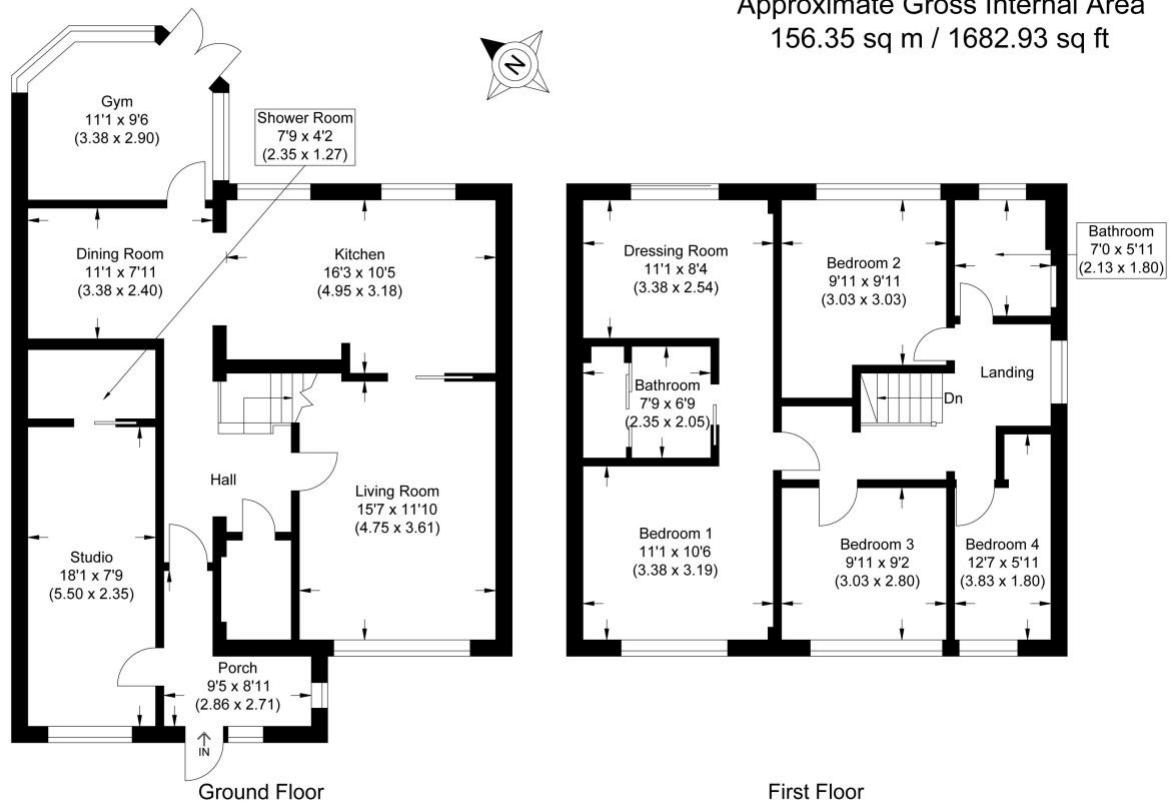 Approximate Gross Internal Area
156.35 sq m / 1682.93 sq ft
N
Gym
11'1 x 9'6
(3.38 x 2.90)
Shower Room
7'9 x 4'2
(2.35 x 1.27)
Dining Room
11'1 x 7'11
(3.38 x 2.40)
Kitchen
16'3 x 10'5
(4.95 x 3.18)
Hall
Living Room
15'7 x 11'10
(4.75 x 3.61)
Studio
18'1 x 7'9
(5.50 x 2.35)
Porch
9'5 x 8'11
(2.86 x 2.71)
IN
Ground Floor
Dressing Room
11'1 x 8'4
(3.38 x 2.54)
Bedroom 2
9'11 x 9'11
(3.03 x 3.03)
Bathroom
7'0 x 5'11
(2.13 x 1.80)
Bathroom
7'9 x 6'9
(2.35 x 2.05)
Landing
Dn
Bedroom 1
11'1 x 10'6
(3.38 x 3.19)
Bedroom 3
9'11 x 9'2
(3.03 x 2.80)
Bedroom 4
12'7 x 5'11
(3.83 x 1.80)
First Floor